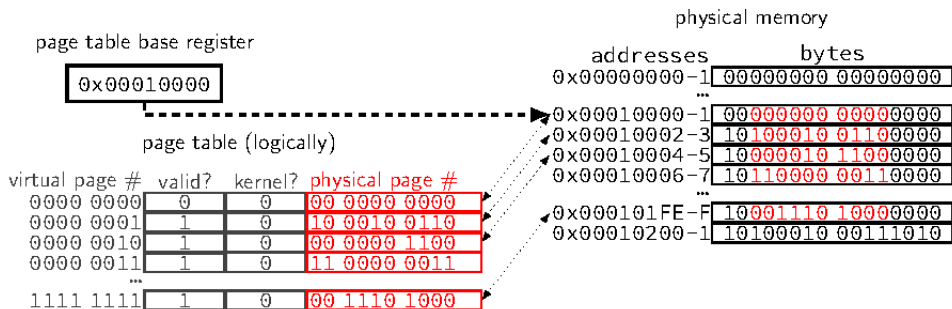 physical memory
page table base register
0x00010000
addresses bytes
0x00000000-1 00000000 00000000
…
0x00010000-1 00000000 00000000
0x00010002-3 10100010 01100000
0x00010004-5 10000010 11000000
0x00010006-7 10110000 00110000
…
0x000101FE-F 10001110 10000000
0x00010200-1 10100010 00111010
page table (logically)
virtual page # valid? kernel? physical page #
0000 0000 0 0 00 0000 0000
0000 0001 1 0 10 0010 0110
0000 0010 1 0 00 0000 1100
0000 0011 1 0 11 0000 0011
…
1111 1111 1 0 00 1110 1000